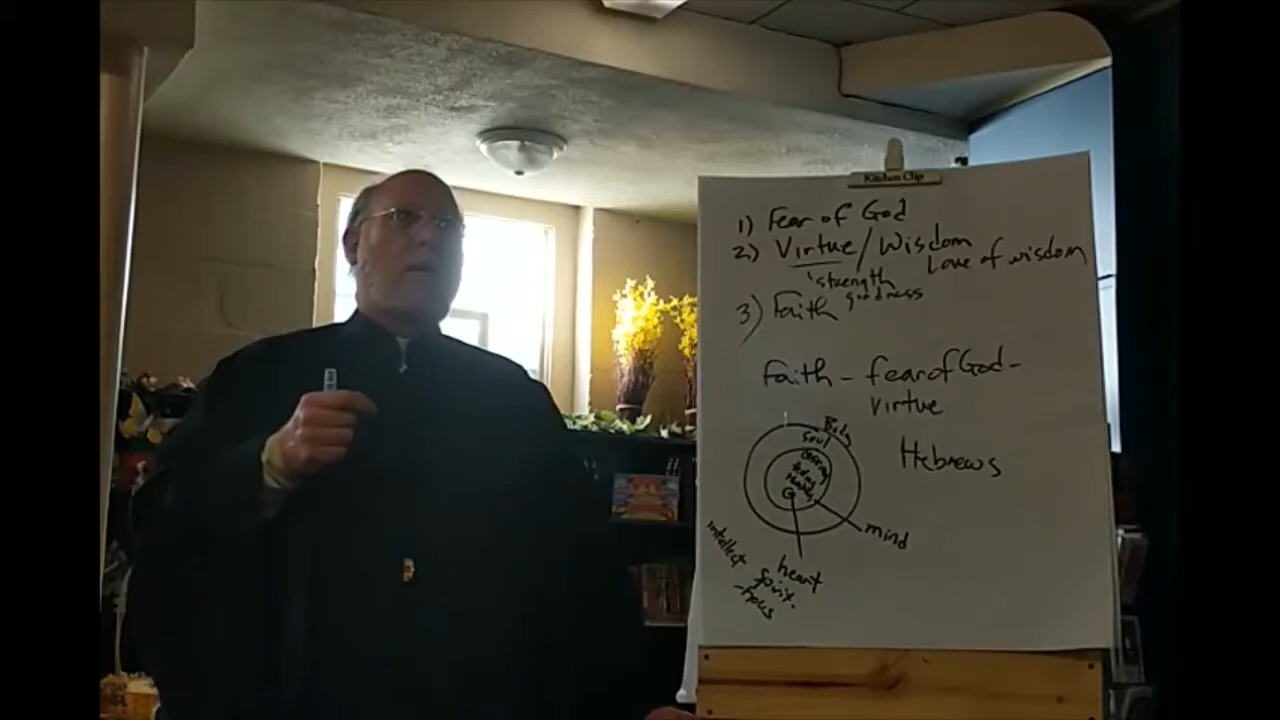 Kitchen Clip
1) Fear of God
2) Virtue / Wisdom
Love of wisdom
strength
goodness
3) Faith
Faith - fear of God -
virtue
Body
Soul
Hebrews
mind
heart
intellect
spirit